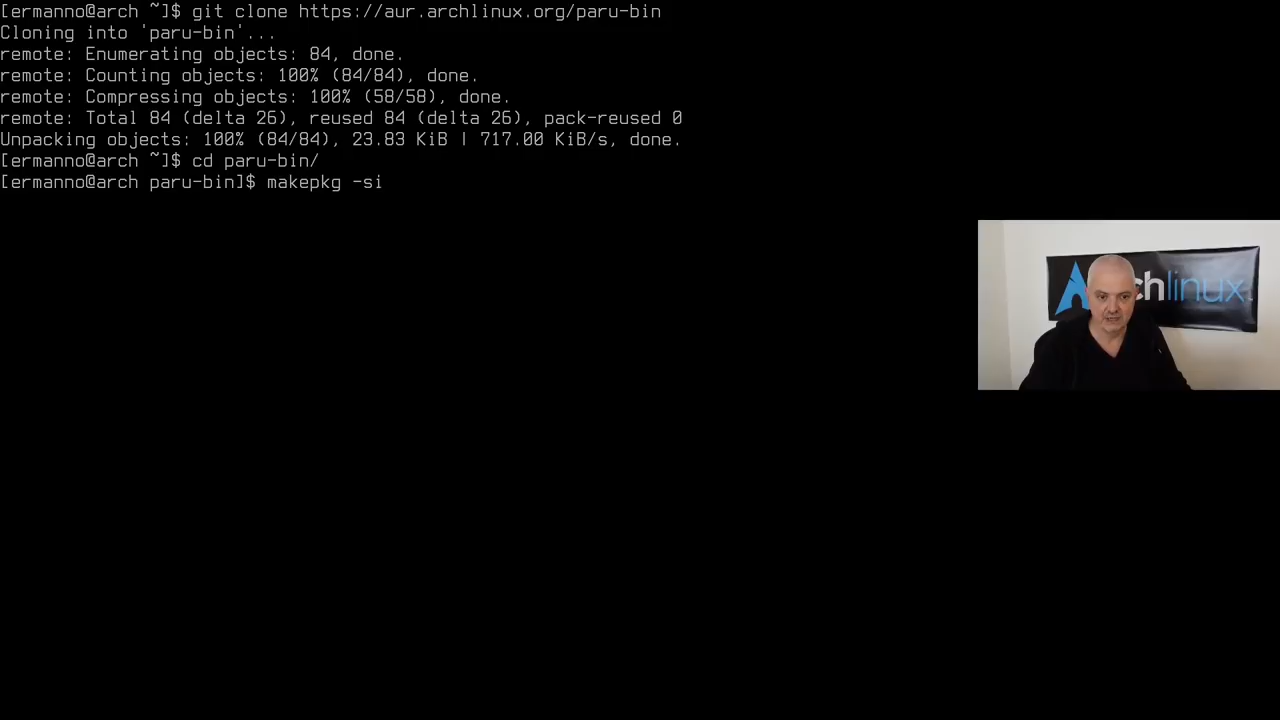 [ermanno@arch ~]$ git clone https://aur.archlinux.org/paru-bin
Cloning into 'paru-bin'...
remote: Enumerating objects: 84, done.
remote: Counting objects: 100% (84/84), done.
remote: Compressing objects: 100% (58/58), done.
remote: Total 84 (delta 26), reused 84 (delta 26), pack-reused 0
Unpacking objects: 100% (84/84), 23.83 KiB | 717.00 KiB/s, done.
[ermanno@arch ~]$ cd paru-bin/
[ermanno@arch paru-bin]$ makepkg -si
ch linux